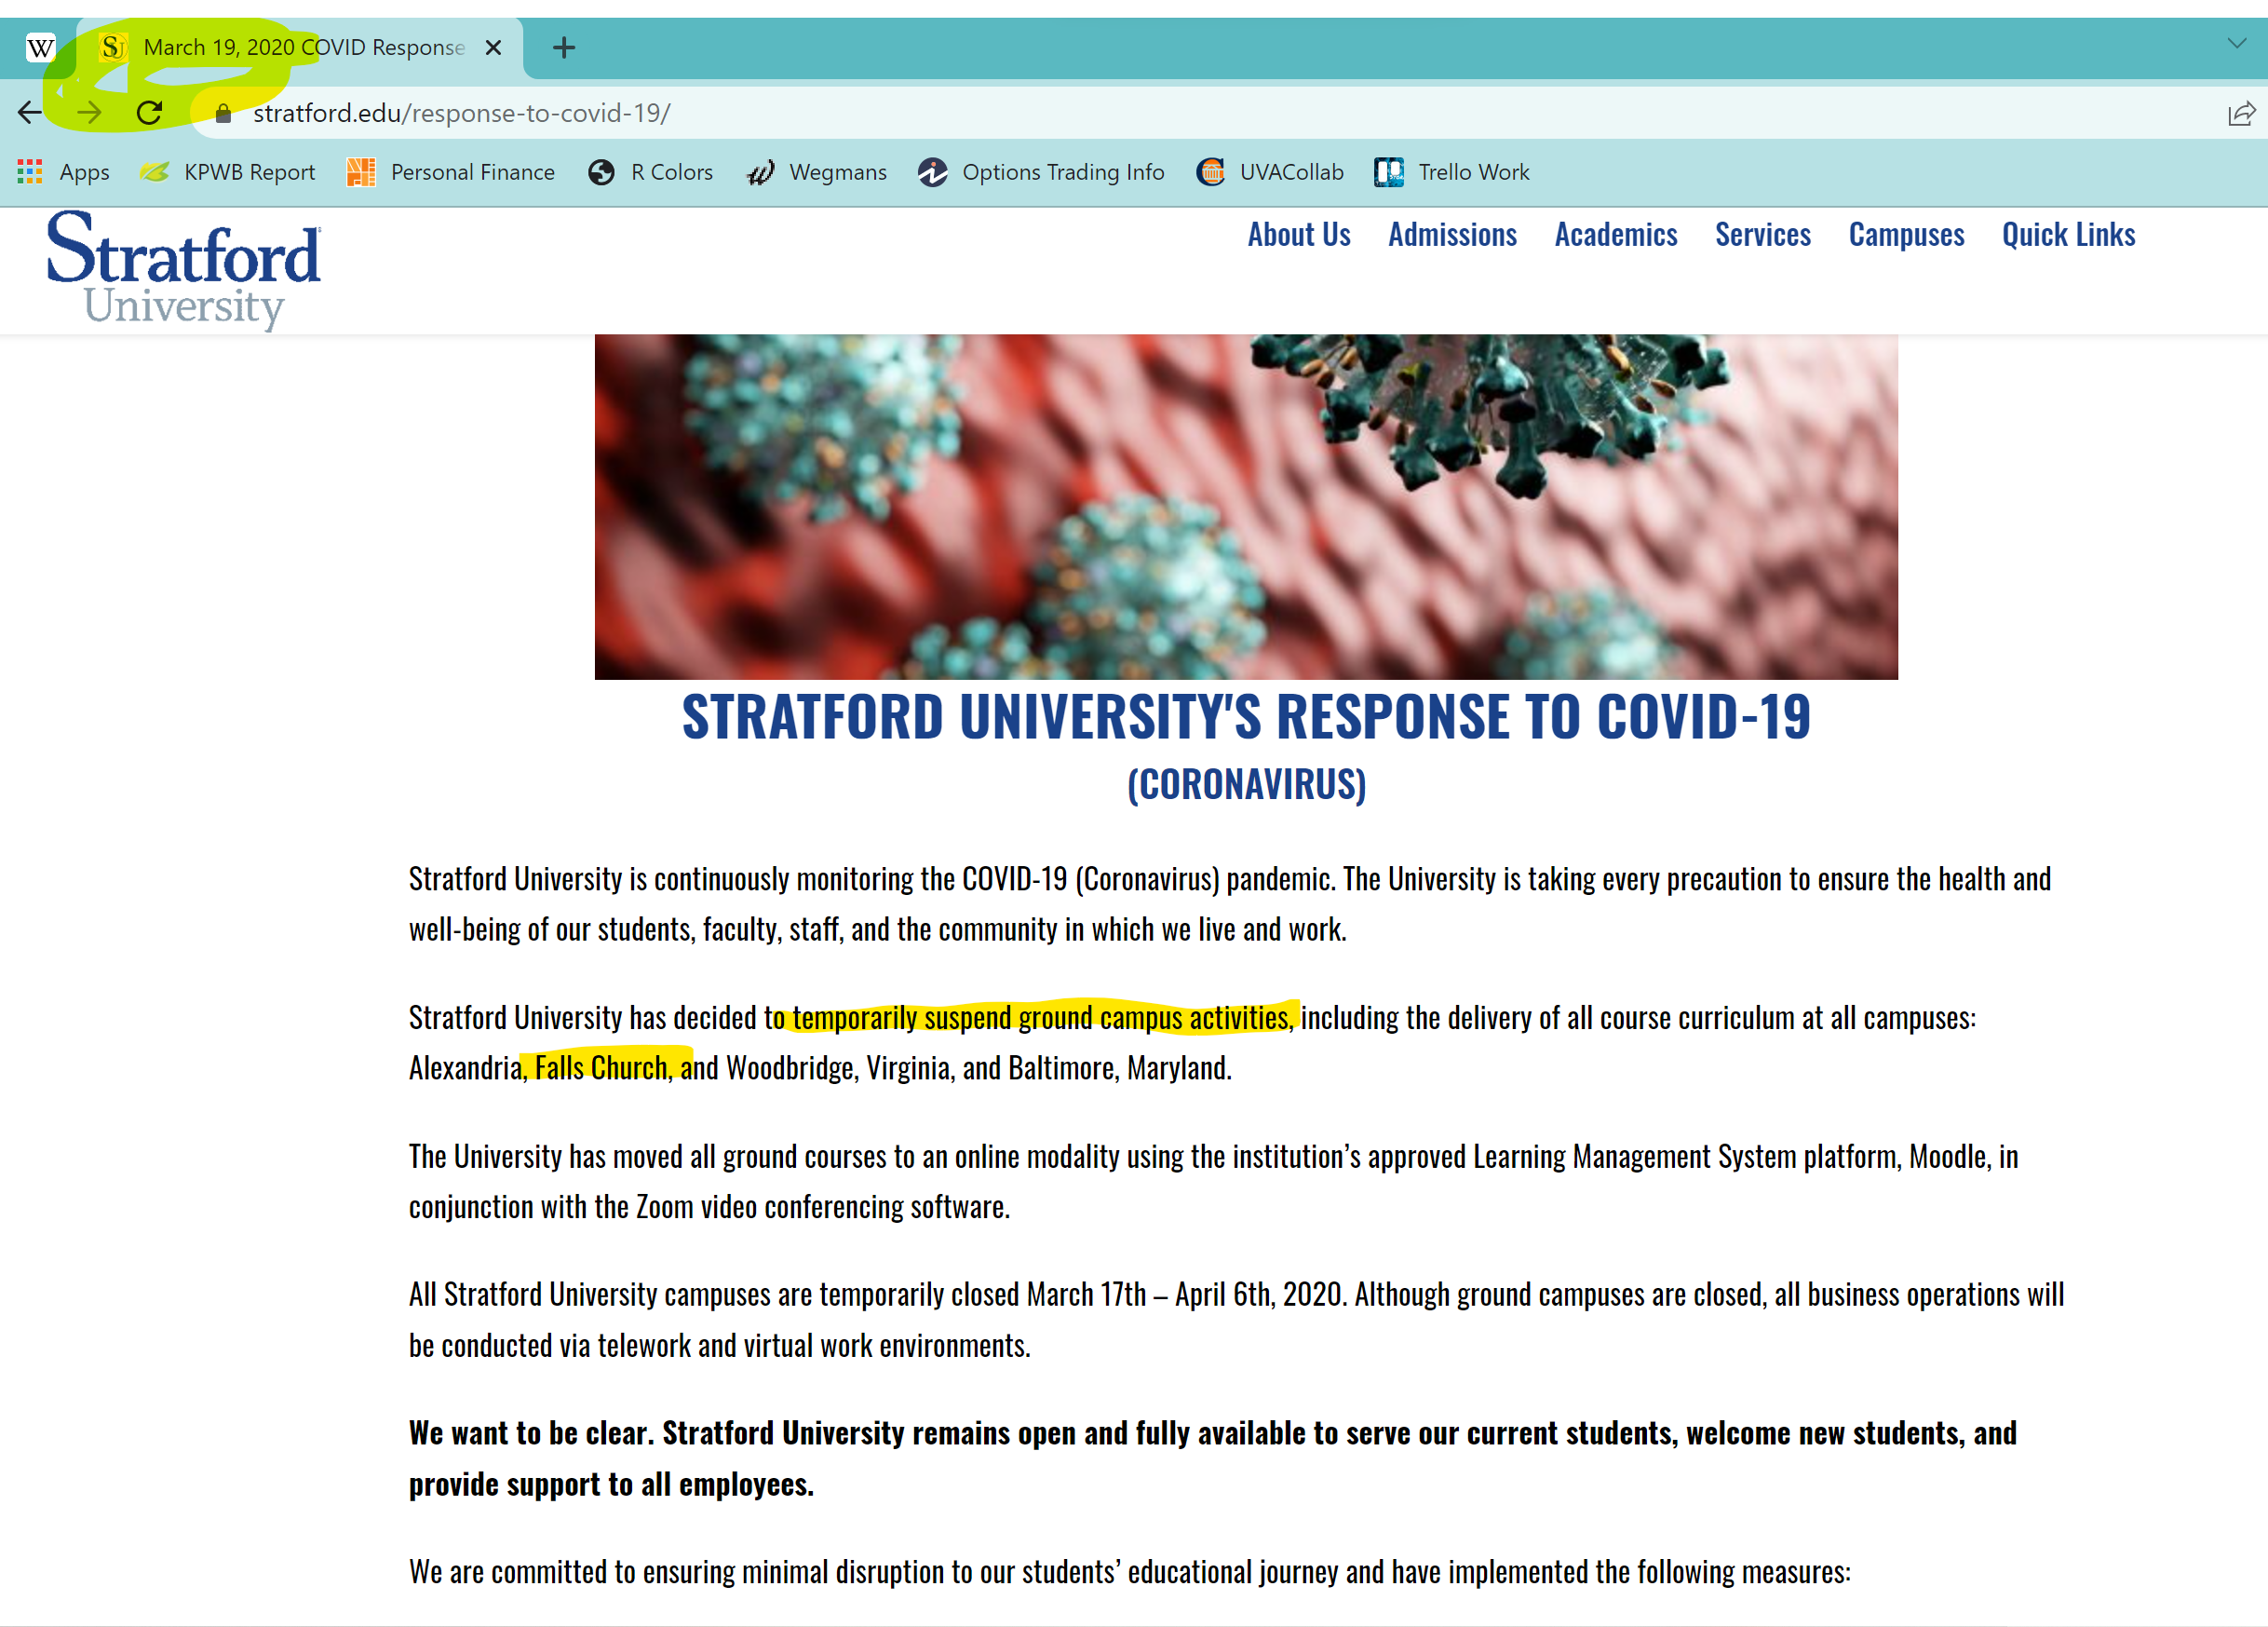 W
SU March 19, 2020 COVID Response
stratford.edu/response-to-covid-19/
Apps KPWB Report Personal Finance R Colors Wegmans Options Trading Info UVACollab Trello Work
Stratford
University
About Us Admissions Academics Services Campuses Quick Links
STRATFORD UNIVERSITY'S RESPONSE TO COVID-19
(CORONAVIRUS)
Stratford University is continuously monitoring the COVID-19 (Coronavirus) pandemic. The University is taking every precaution to ensure the health and
well-being of our students, faculty, staff, and the community in which we live and work.
Stratford University has decided to temporarily suspend ground campus activities, including the delivery of all course curriculum at all campuses:
Alexandria, Falls Church, and Woodbridge, Virginia, and Baltimore, Maryland.
The University has moved all ground courses to an online modality using the institution’s approved Learning Management System platform, Moodle, in
conjunction with the Zoom video conferencing software.
All Stratford University campuses are temporarily closed March 17th – April 6th, 2020. Although ground campuses are closed, all business operations will
be conducted via telework and virtual work environments.
We want to be clear. Stratford University remains open and fully available to serve our current students, welcome new students, and
provide support to all employees.
We are committed to ensuring minimal disruption to our students’ educational journey and have implemented the following measures: